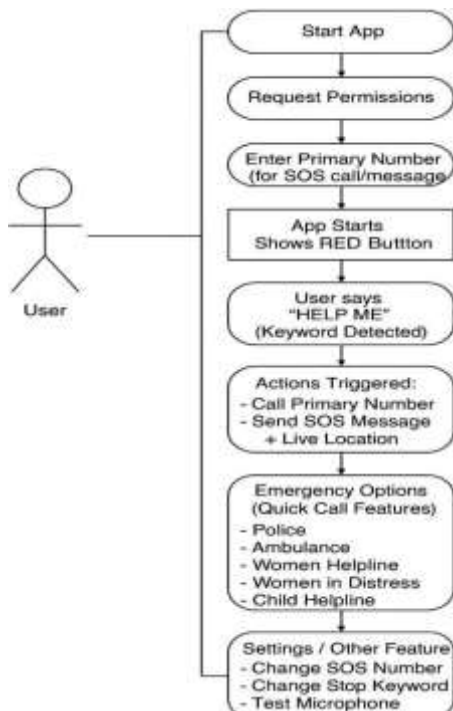 Start App
Request Permissions
Enter Primary Number
(for SOS call/message
App Starts
Shows RED Buttton
User
User says
"HELP ME"
(Keyword Detected)
Actions Triggered:
- Call Primary Number
- Send SOS Message
+ Live Location
Emergency Options
(Quick Call Features)
- Police
- Ambulance
- Women Helpline
- Women in Distress
- Child Helpline
Settings / Other Feature
- Change SOS Number
- Change Stop Keyword
- Test Microphone